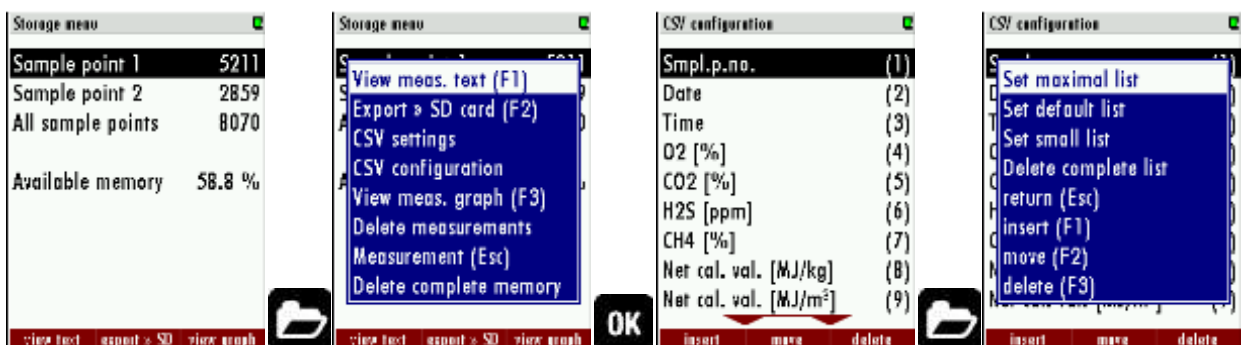 Storage menu
Sample point 1 5211
Sample point 2 2859
All sample points 8070
Available memory 58.8 %
view text export » SD view graph
Storage menu
View meas. text (F1)
Export » SD card (F2)
CSV settings
CSV configuration
View meas. graph (F3)
Delete measurements
Measurement (Esc)
Delete complete memory
view text export » SD view graph
OK
CSV configuration
Smpl.p.no. (1)
Date (2)
Time (3)
O2 [%] (4)
CO2 [%] (5)
H2S [ppm] (6)
CH4 [%] (7)
Net cal. val. [MJ/kg] (8)
Net cal. val. [MJ/m³] (9)
insert move delete
CSV configuration
Set maximal list
Set default list
Set small list
Delete complete list
return (Esc)
insert (F1)
move (F2)
delete (F3)
insert move delete